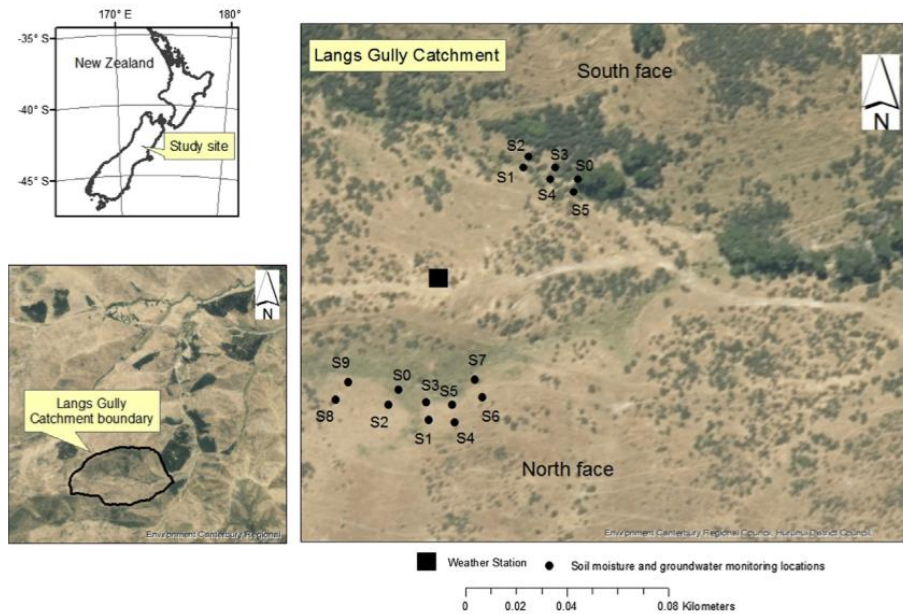 170° E
180°
-35° S
New Zealand
-40° S
Study site
-45° S
N
Langs Gully
Catchment boundary
Environment Canterbury Regional
Langs Gully Catchment
South face
N
S2
S3
S0
S1
S4
S5
S9
S0
S3
S5
S7
S8
S2
S1
S4
S6
North face
Environment Canterbury Regional Council, Hurunui District Council
Weather Station
Soil moisture and groundwater monitoring locations
0 0.02 0.04 0.08 Kilometers